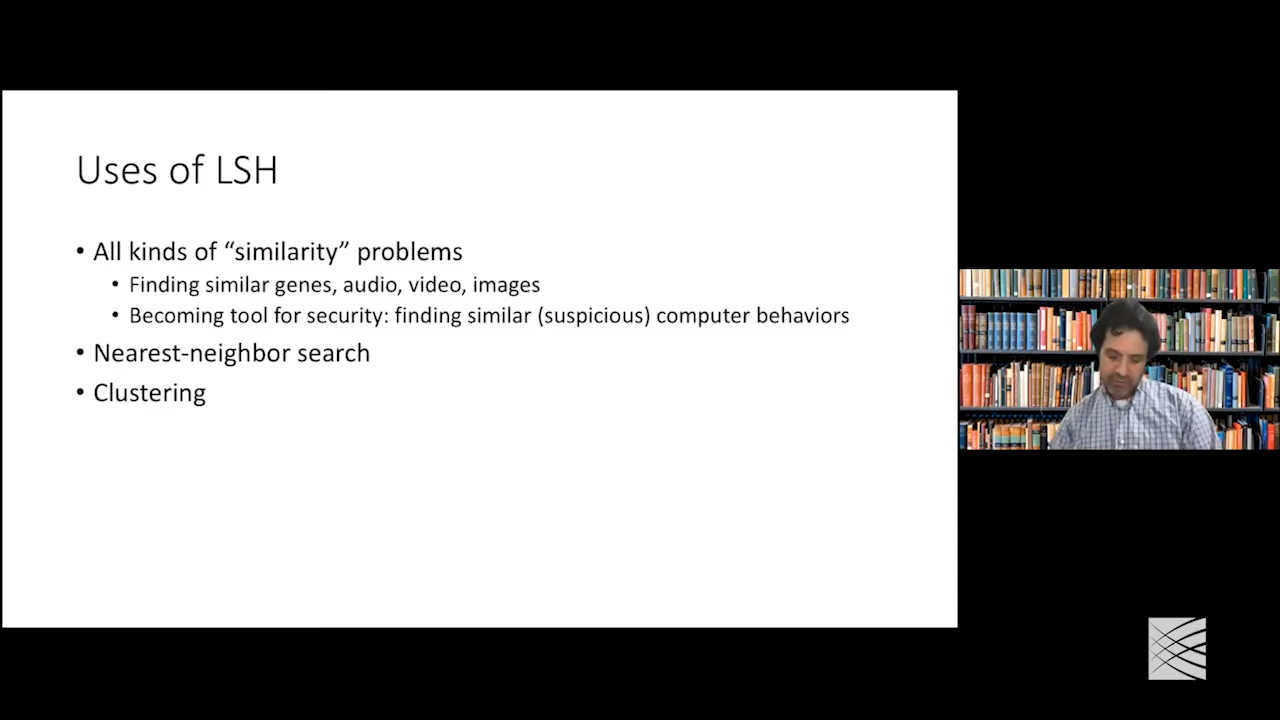 Uses of LSH
• All kinds of “similarity” problems
• Finding similar genes, audio, video, images
• Becoming tool for security: finding similar (suspicious) computer behaviors
• Nearest-neighbor search
• Clustering